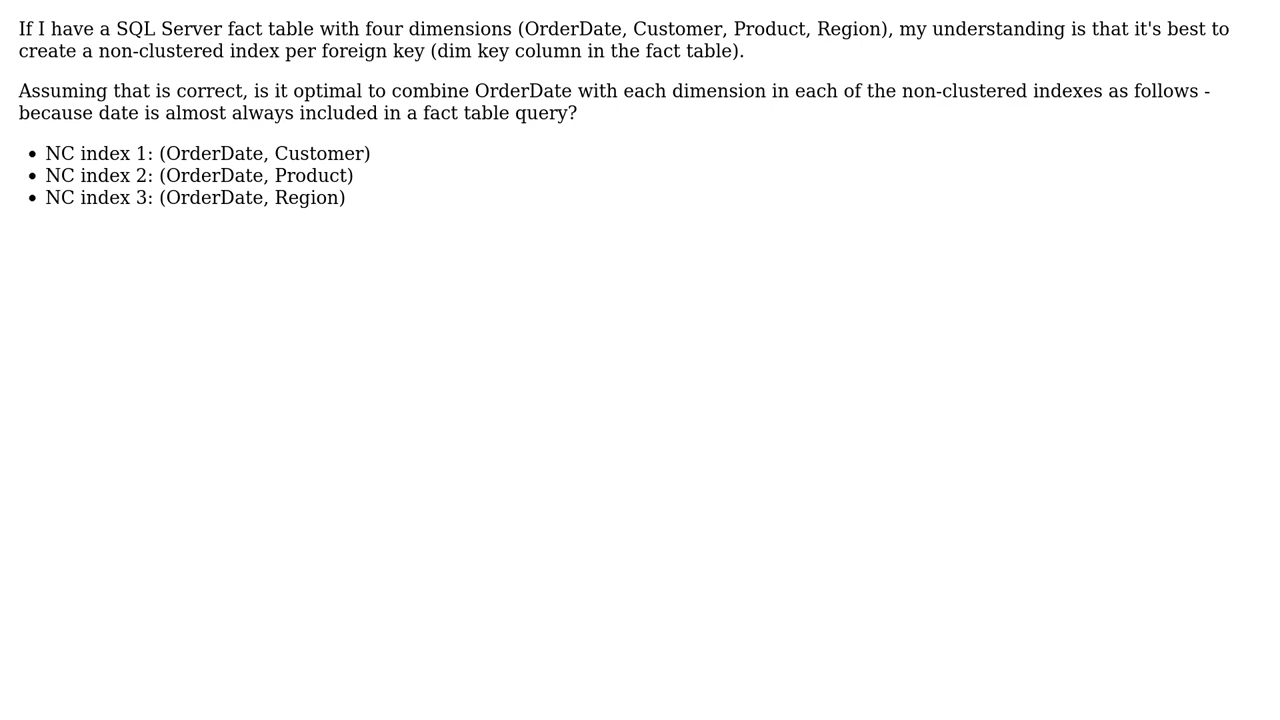 If I have a SQL Server fact table with four dimensions (OrderDate, Customer, Product, Region), my understanding is that it's best to
create a non-clustered index per foreign key (dim key column in the fact table).
Assuming that is correct, is it optimal to combine OrderDate with each dimension in each of the non-clustered indexes as follows -
because date is almost always included in a fact table query?
• NC index 1: (OrderDate, Customer)
• NC index 2: (OrderDate, Product)
• NC index 3: (OrderDate, Region)